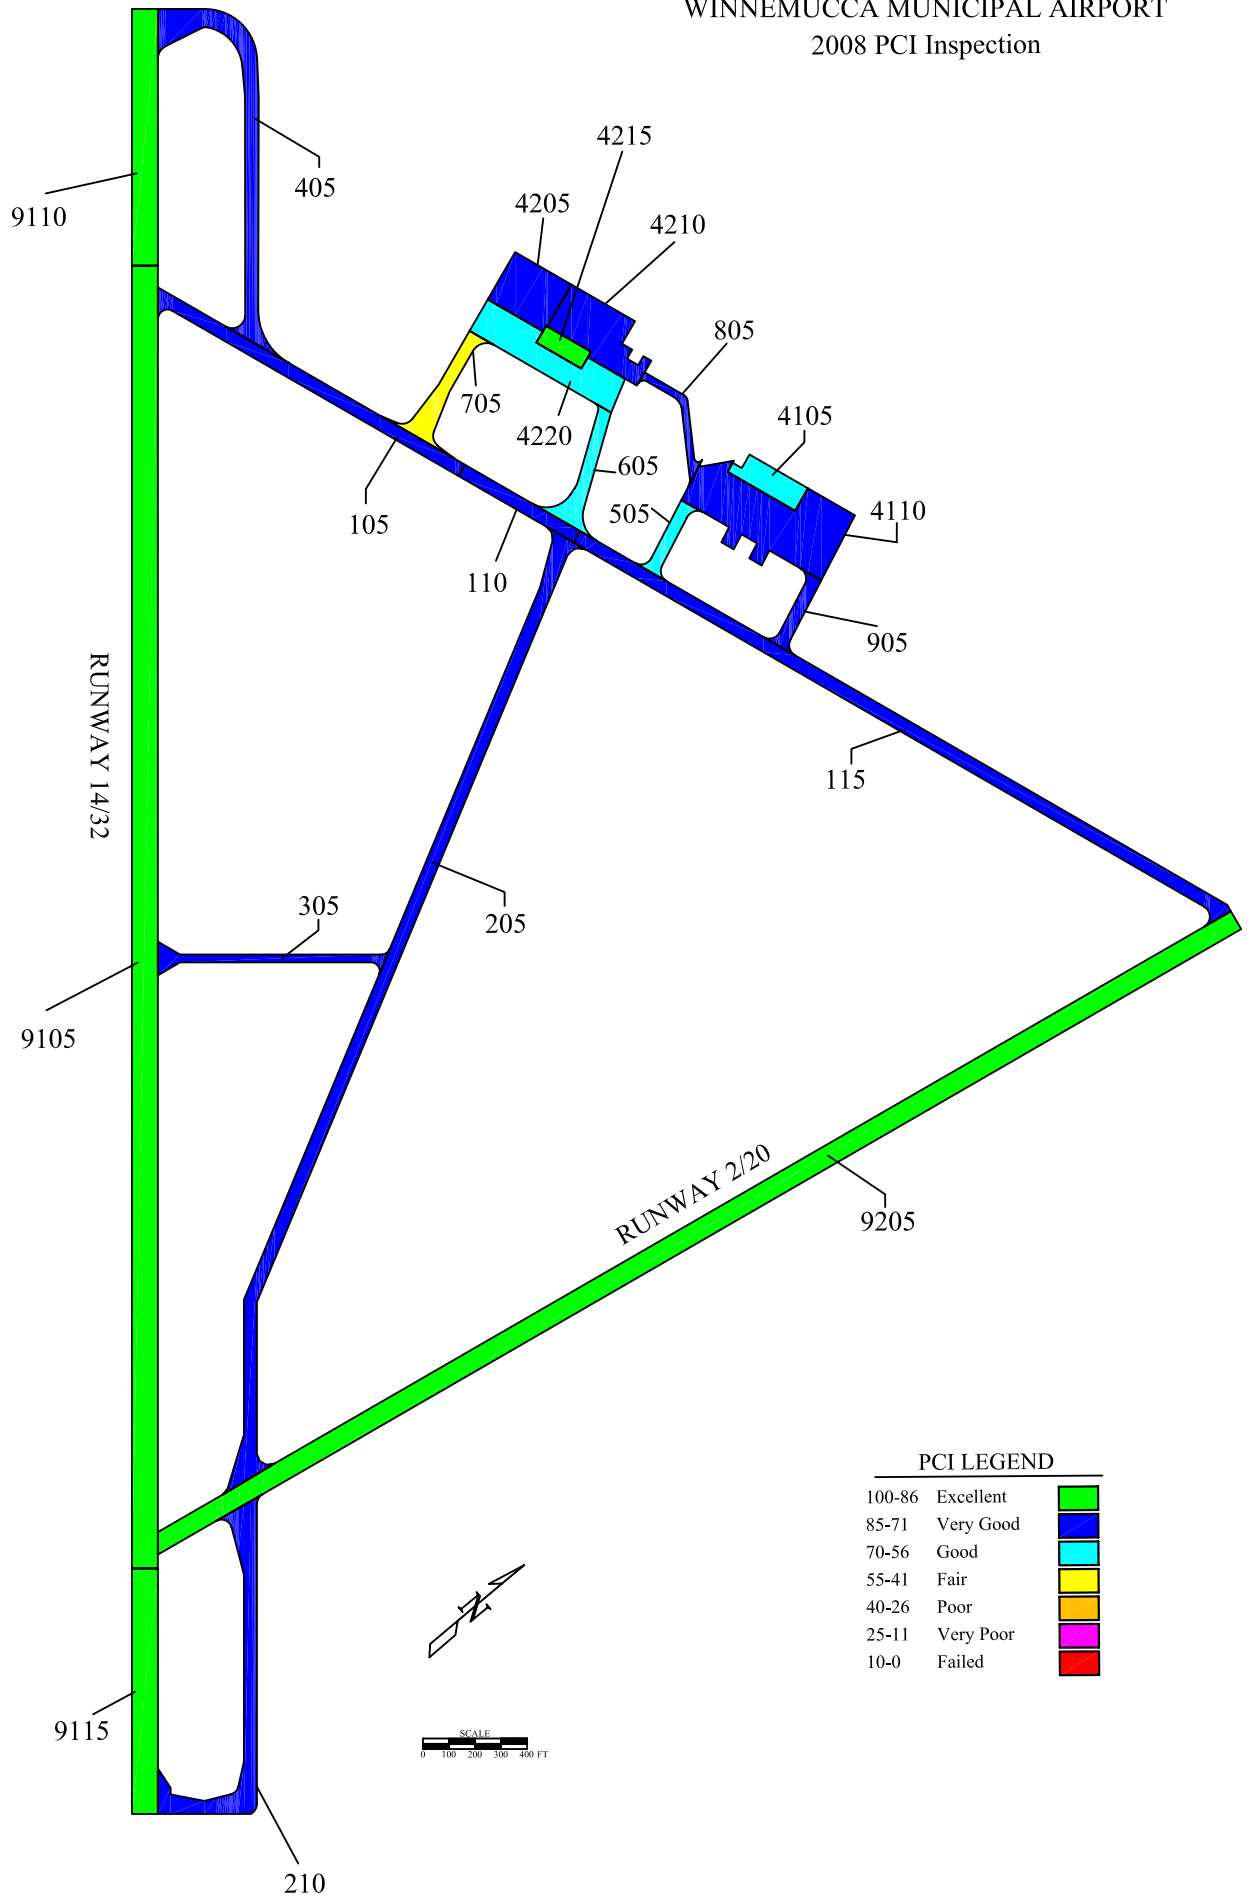 WINNEMUCCA MUNICIPAL AIRPORT
2008 PCI Inspection
4215
405
9110
4205
4210
805
705
4220
4105
605
505
4110
105
110
905
RUNWAY 14/32
115
305
205
9105
RUNWAY 2/20
9205
PCI LEGEND
100-86 Excellent
85-71 Very Good
70-56 Good
55-41 Fair
40-26 Poor
25-11 Very Poor
10-0 Failed
N
9115
SCALE
0 100 200 300 400 FT
210